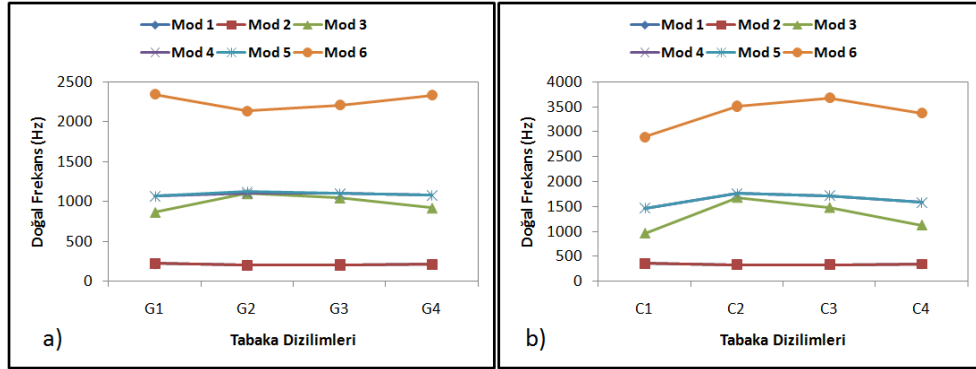 Mod 1 Mod 2 Mod 3
Mod 4 Mod 5 Mod 6
2500
2000
1500
1000
500
0
Doğal Frekans (Hz)
G1 G2 G3 G4
a) Tabaka Dizilimleri
Mod 1 Mod 2 Mod 3
Mod 4 Mod 5 Mod 6
4000
3500
3000
2500
2000
1500
1000
500
0
Doğal Frekans (Hz)
C1 C2 C3 C4
b) Tabaka Dizilimleri